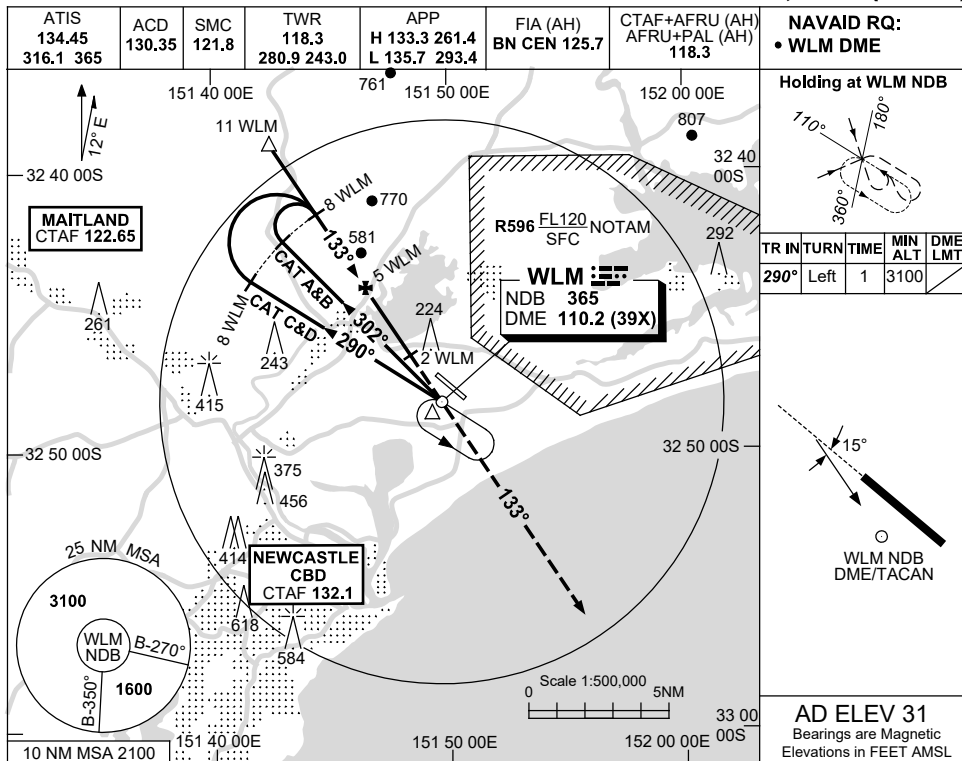 ATIS
134.45
316.1 365
ACD
130.35
SMC
121.8
TWR
118.3
280.9 243.0
APP
H 133.3 261.4
L 135.7 293.4
FIA (AH)
BN CEN 125.7
CTAF+AFRU (AH)
AFRU+PAL (AH)
118.3
NAVAID RQ:
• WLM DME
Holding at WLM NDB
110°
180°
360°
TR IN TURN TIME MIN ALT DME LMT
290° Left 1 3100
151 40 00E
761
151 50 00E
152 00 00E
12° E
11 WLM
807
32 40 00S
32 40
00S
8 WLM
770
MAITLAND
CTAF 122.65
R596 FL120 NOTAM
SFC
581
133°
5 WLM
292
WLM
NDB 365
DME 110.2 (39X)
CAT A&B
302°
CAT C&D
290°
8 WLM
224
261
243
2 WLM
415
32 50 00S
32 50 00S
375
456
133°
15°
WLM NDB
DME/TACAN
414
NEWCASTLE
CBD
CTAF 132.1
25 NM MSA
3100
WLM
NDB
B-270°
B-350°
1600
618
584
Scale 1:500,000
0 5NM
33 00
00S
10 NM MSA 2100
151 40 00E
151 50 00E
152 00 00E
AD ELEV 31
Bearings are Magnetic
Elevations in FEET AMSL